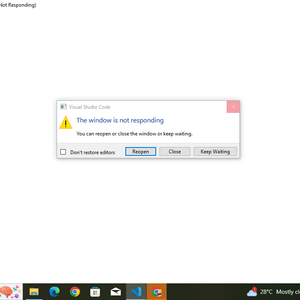 Not Responding)
Visual Studio Code
The window is not responding
You can reopen or close the window or keep waiting.
Don't restore editors
Reopen
Close
Keep Waiting
28°C Mostly cl